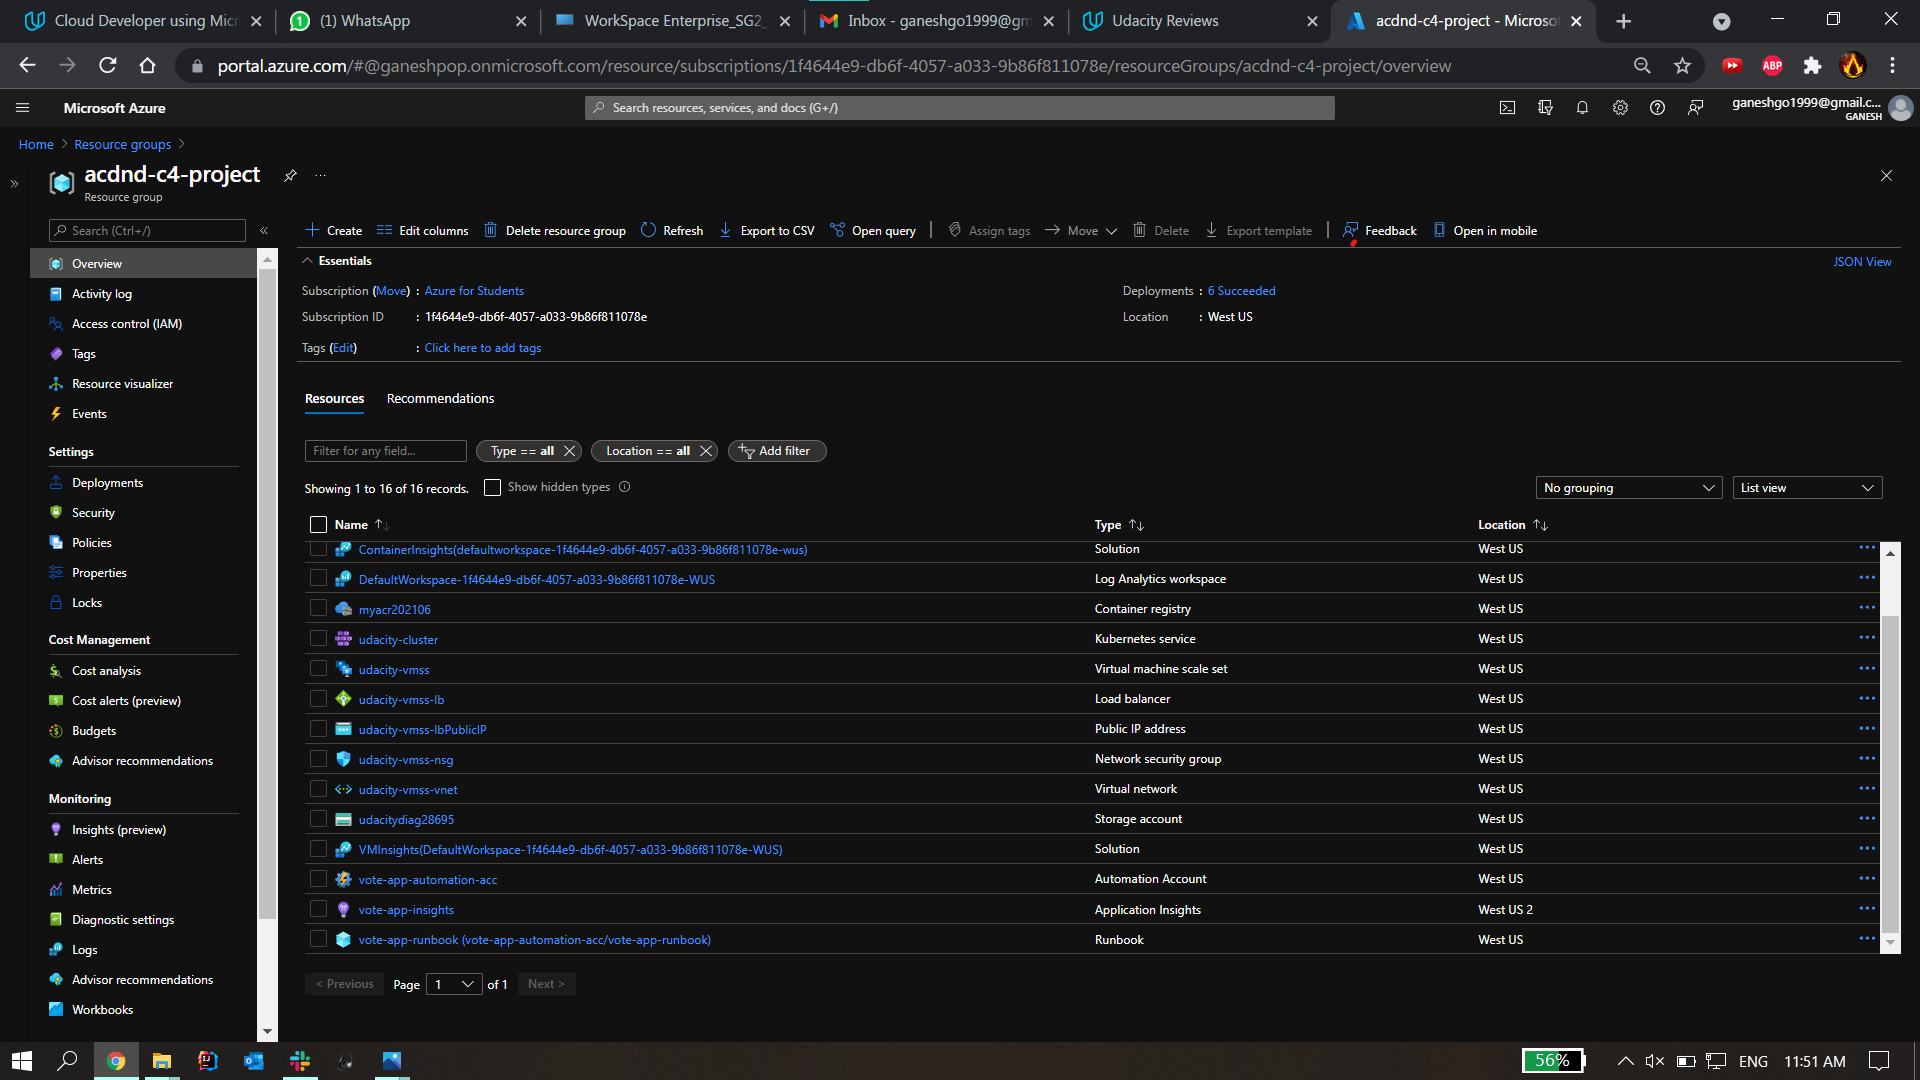 Cloud Developer using Micr
(1) WhatsApp
WorkSpace Enterprise_SG2_
Inbox - ganeshgo1999@gm
Udacity Reviews
acdnd-c4-project - Microso
portal.azure.com/#@ganeshpop.onmicrosoft.com/resource/subscriptions/1f4644e9-db6f-4057-a033-9b86f811078e/resourceGroups/acdnd-c4-project/overview
ABP
Microsoft Azure
Search resources, services, and docs (G+/)
ganeshgo1999@gmail.c...
GANESH
Home > Resource groups >
acdnd-c4-project
Resource group
Search (Ctrl+/)
Overview
Activity log
Access control (IAM)
Tags
Resource visualizer
Events
Settings
Deployments
Security
Policies
Properties
Locks
Cost Management
Cost analysis
Cost alerts (preview)
Budgets
Advisor recommendations
Monitoring
Insights (preview)
Alerts
Metrics
Diagnostic settings
Logs
Advisor recommendations
Workbooks
Create Edit columns Delete resource group Refresh Export to CSV Open query Assign tags Move Delete Export template Feedback Open in mobile
Essentials
JSON View
Subscription (Move) : Azure for Students
Deployments : 6 Succeeded
Subscription ID : 1f4644e9-db6f-4057-a033-9b86f811078e
Location : West US
Tags (Edit) : Click here to add tags
Resources Recommendations
Filter for any field... Type == all Location == all Add filter
Showing 1 to 16 of 16 records. Show hidden types
No grouping List view
Name Type Location
ContainerInsights(defaultworkspace-1f4644e9-db6f-4057-a033-9b86f811078e-wus) Solution West US
DefaultWorkspace-1f4644e9-db6f-4057-a033-9b86f811078e-WUS Log Analytics workspace West US
myacr202106 Container registry West US
udacity-cluster Kubernetes service West US
udacity-vmss Virtual machine scale set West US
udacity-vmss-lb Load balancer West US
udacity-vmss-lbPublicIP Public IP address West US
udacity-vmss-nsg Network security group West US
udacity-vmss-vnet Virtual network West US
udacitydiag28695 Storage account West US
VMInsights(DefaultWorkspace-1f4644e9-db6f-4057-a033-9b86f811078e-WUS) Solution West US
vote-app-automation-acc Automation Account West US
vote-app-insights Application Insights West US 2
vote-app-runbook (vote-app-automation-acc/vote-app-runbook) Runbook West US
< Previous Page 1 of 1 Next >
56%
ENG
11:51 AM